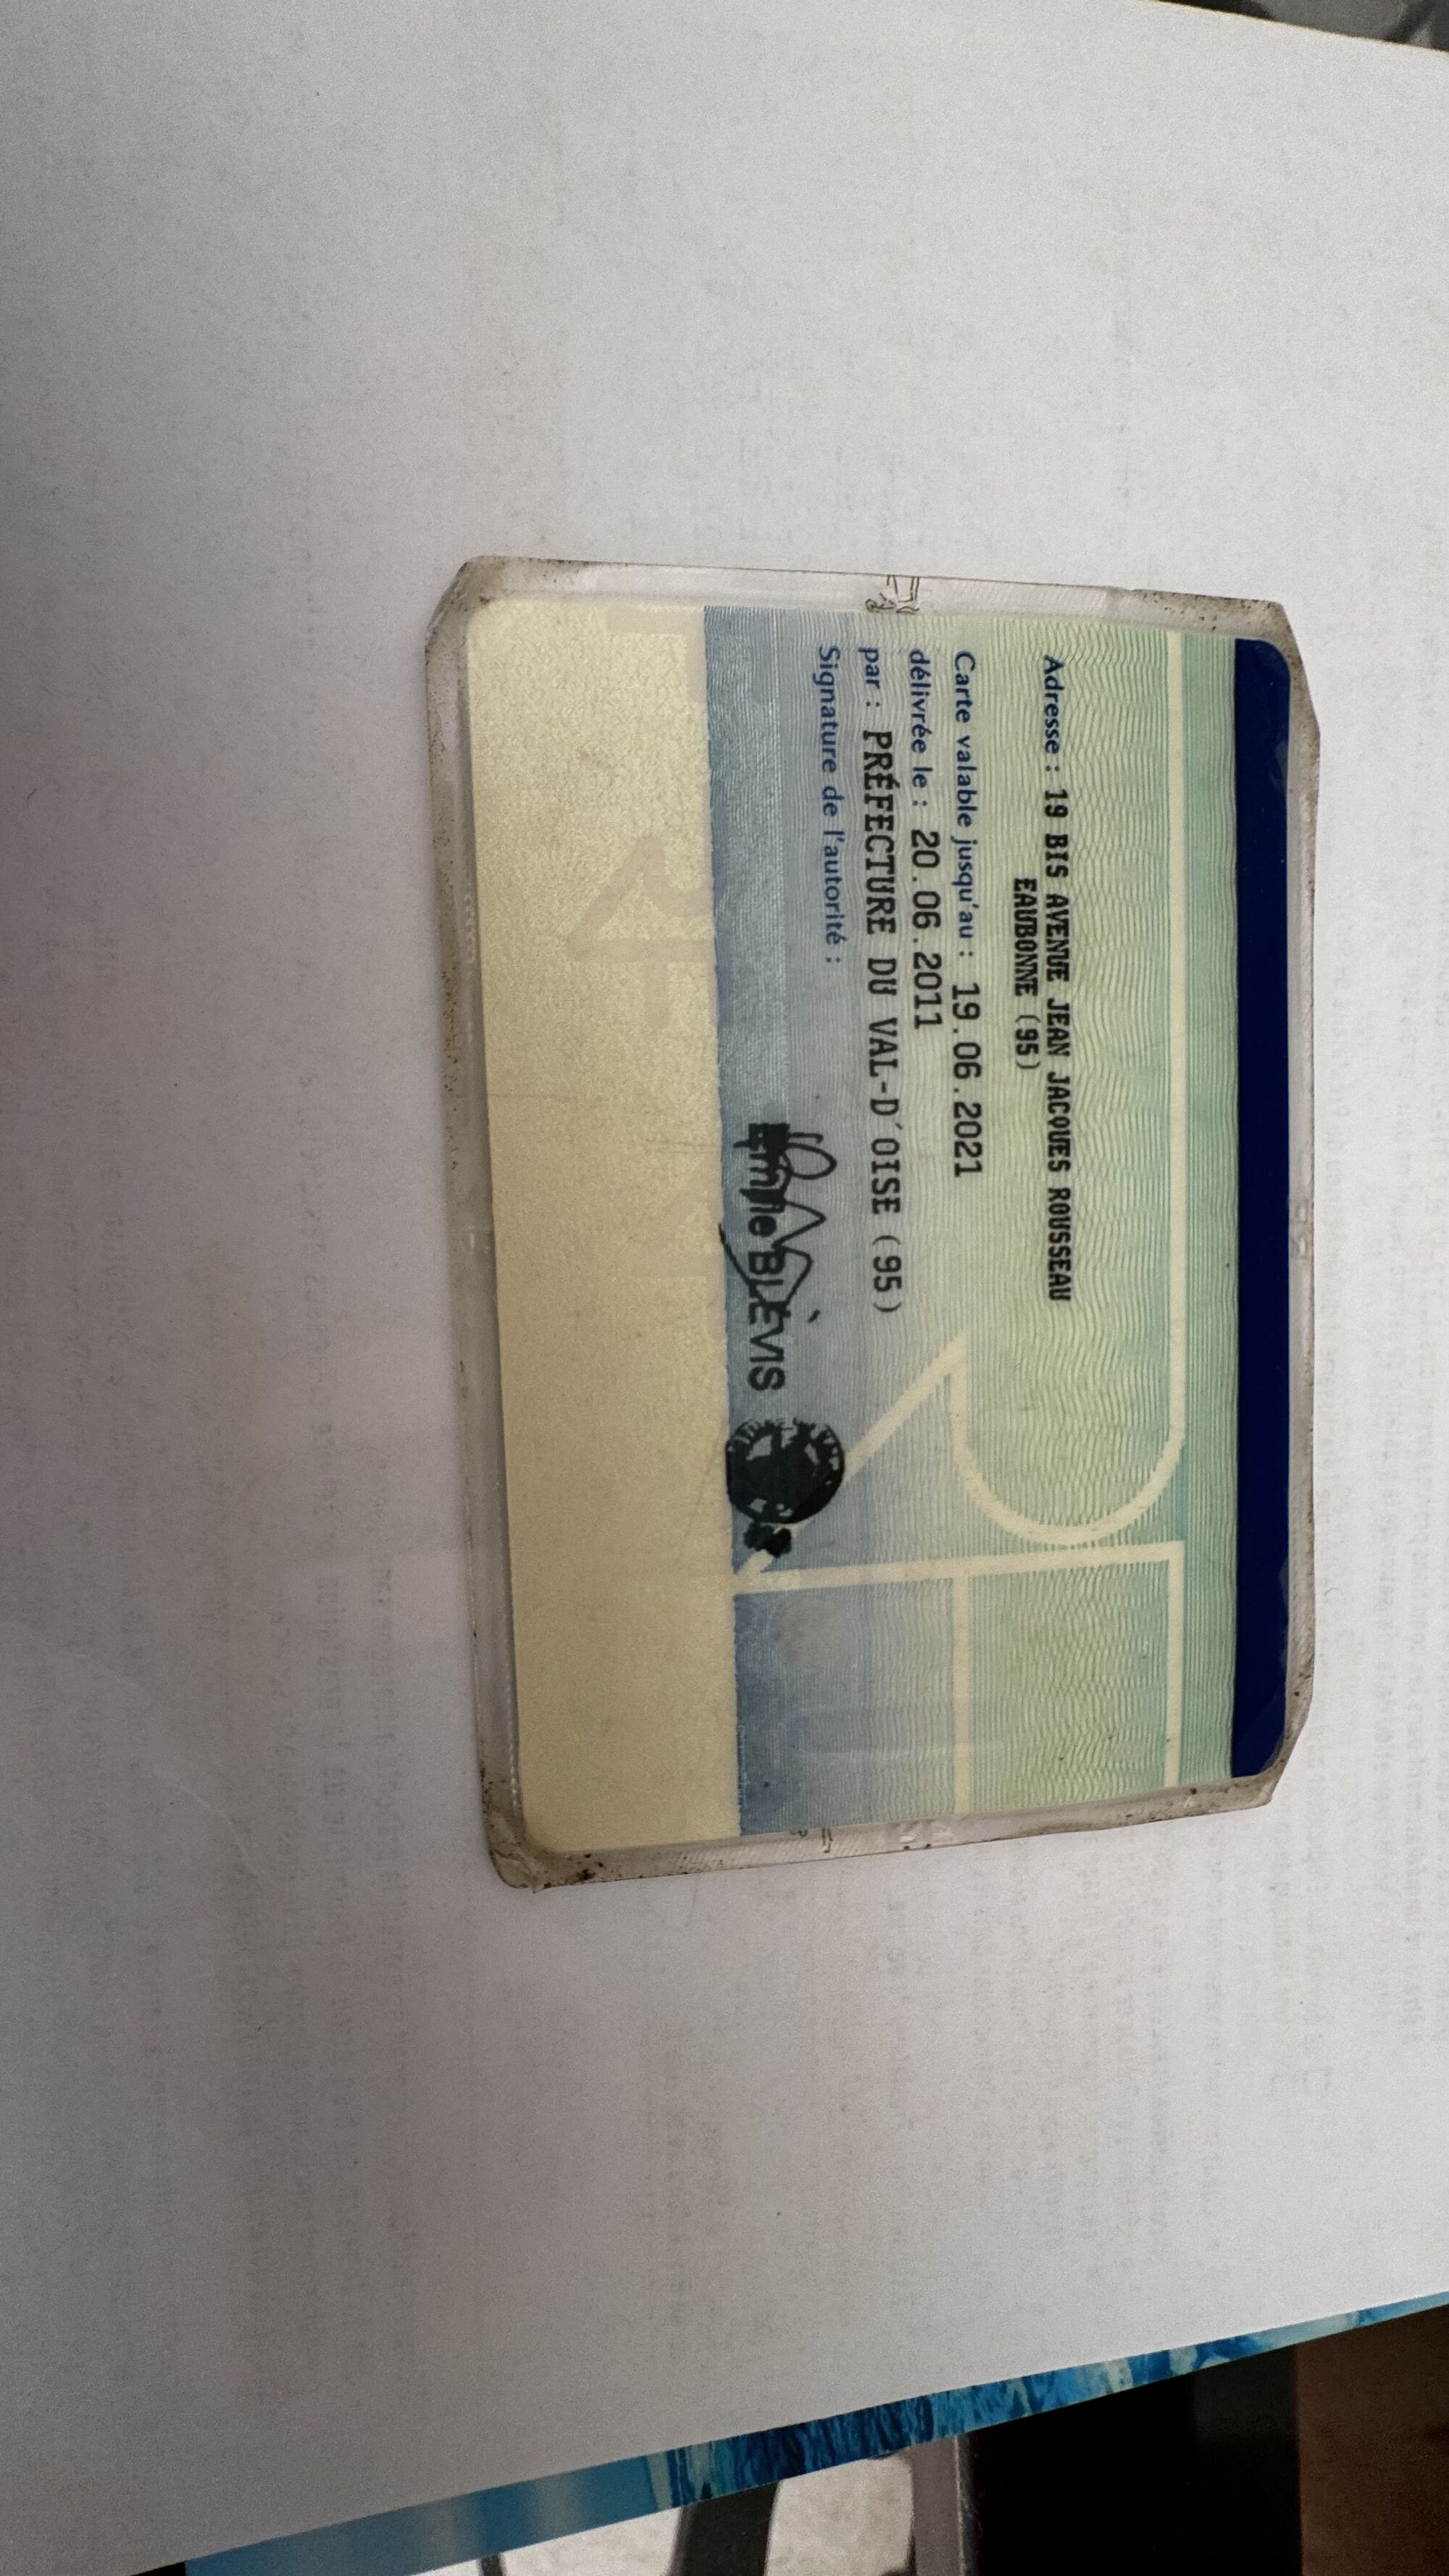 Adresse : 19 BIS AVENUE JEAN JACQUES ROUSSEAU
EAUBONNE (95)
Carte valable jusqu'au : 19.06.2021
délivrée le : 20.06.2011
par : PRÉFECTURE DU VAL-D'OISE (95)
Signature de l'autorité :
BLEVIS